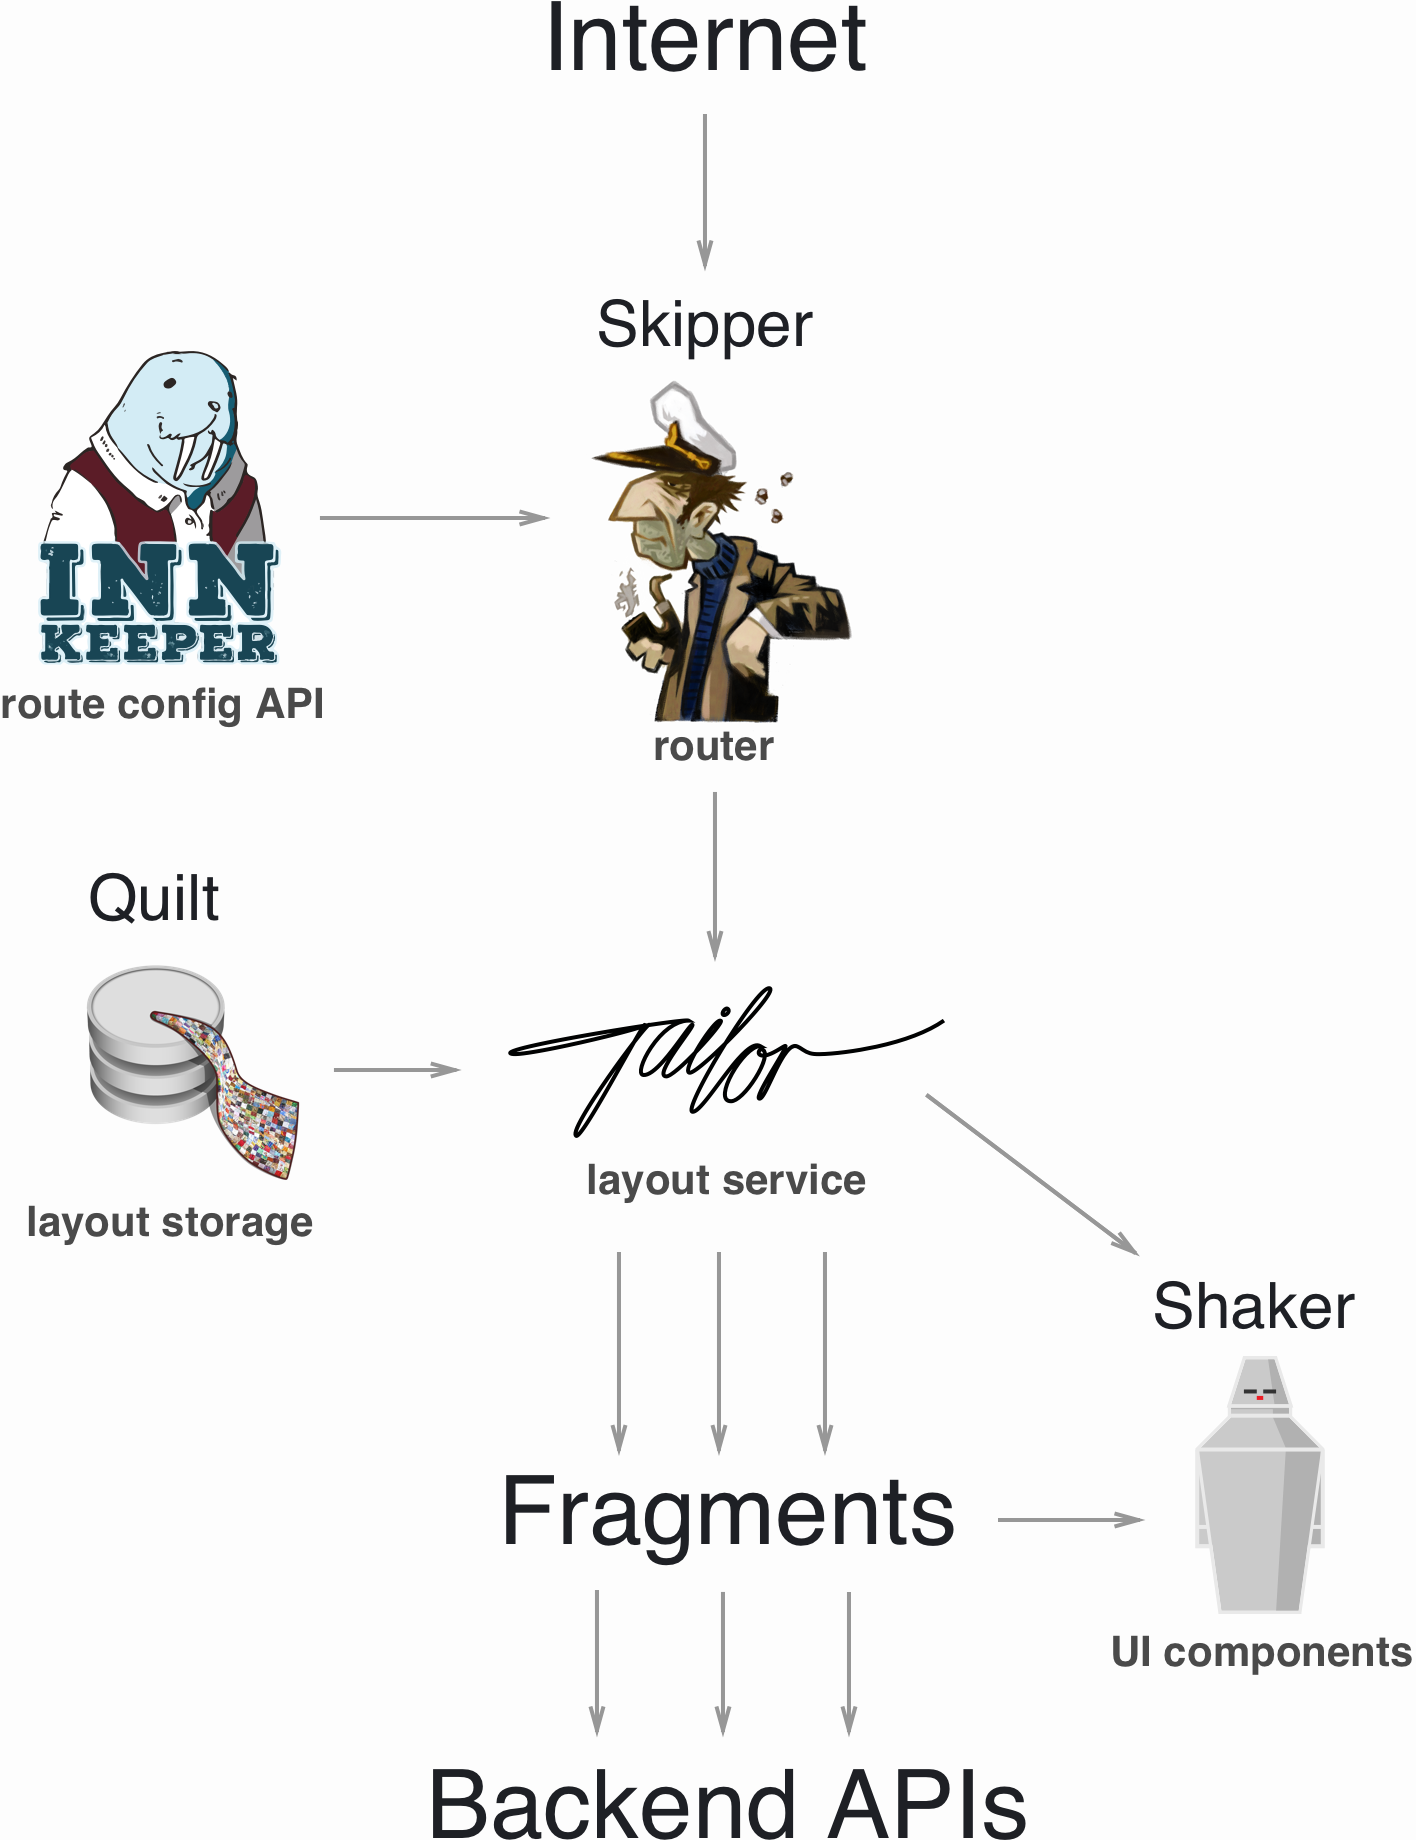 Internet
Skipper
INN
KEEPER
route config API
router
Quilt
Tailor
layout service
layout storage
Shaker
Fragments
UI components
Backend APIs